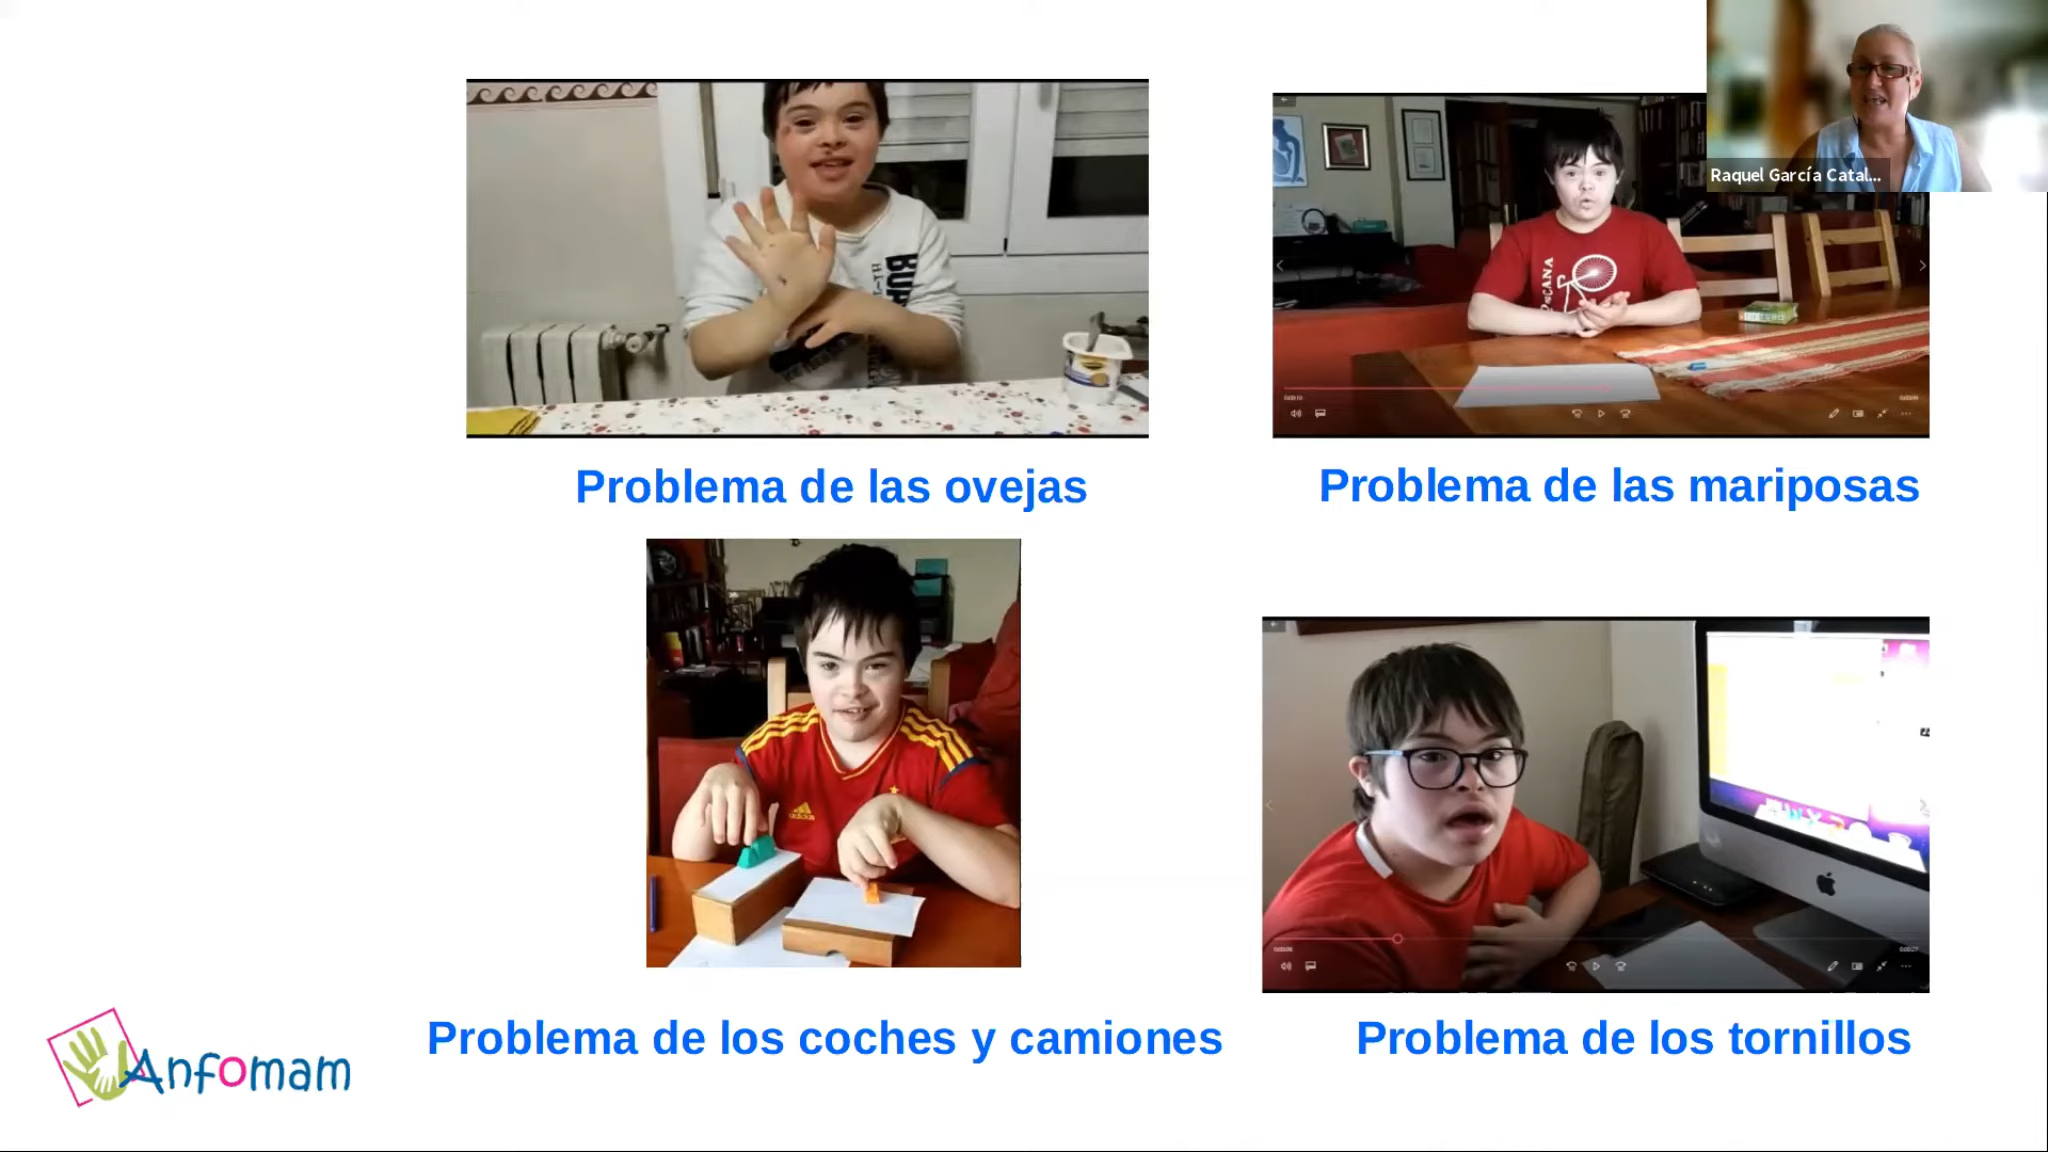 Raquel García Catal...
Problema de las ovejas
Problema de las mariposas
adidas
Problema de los coches y camiones
Problema de los tornillos
Anfomam